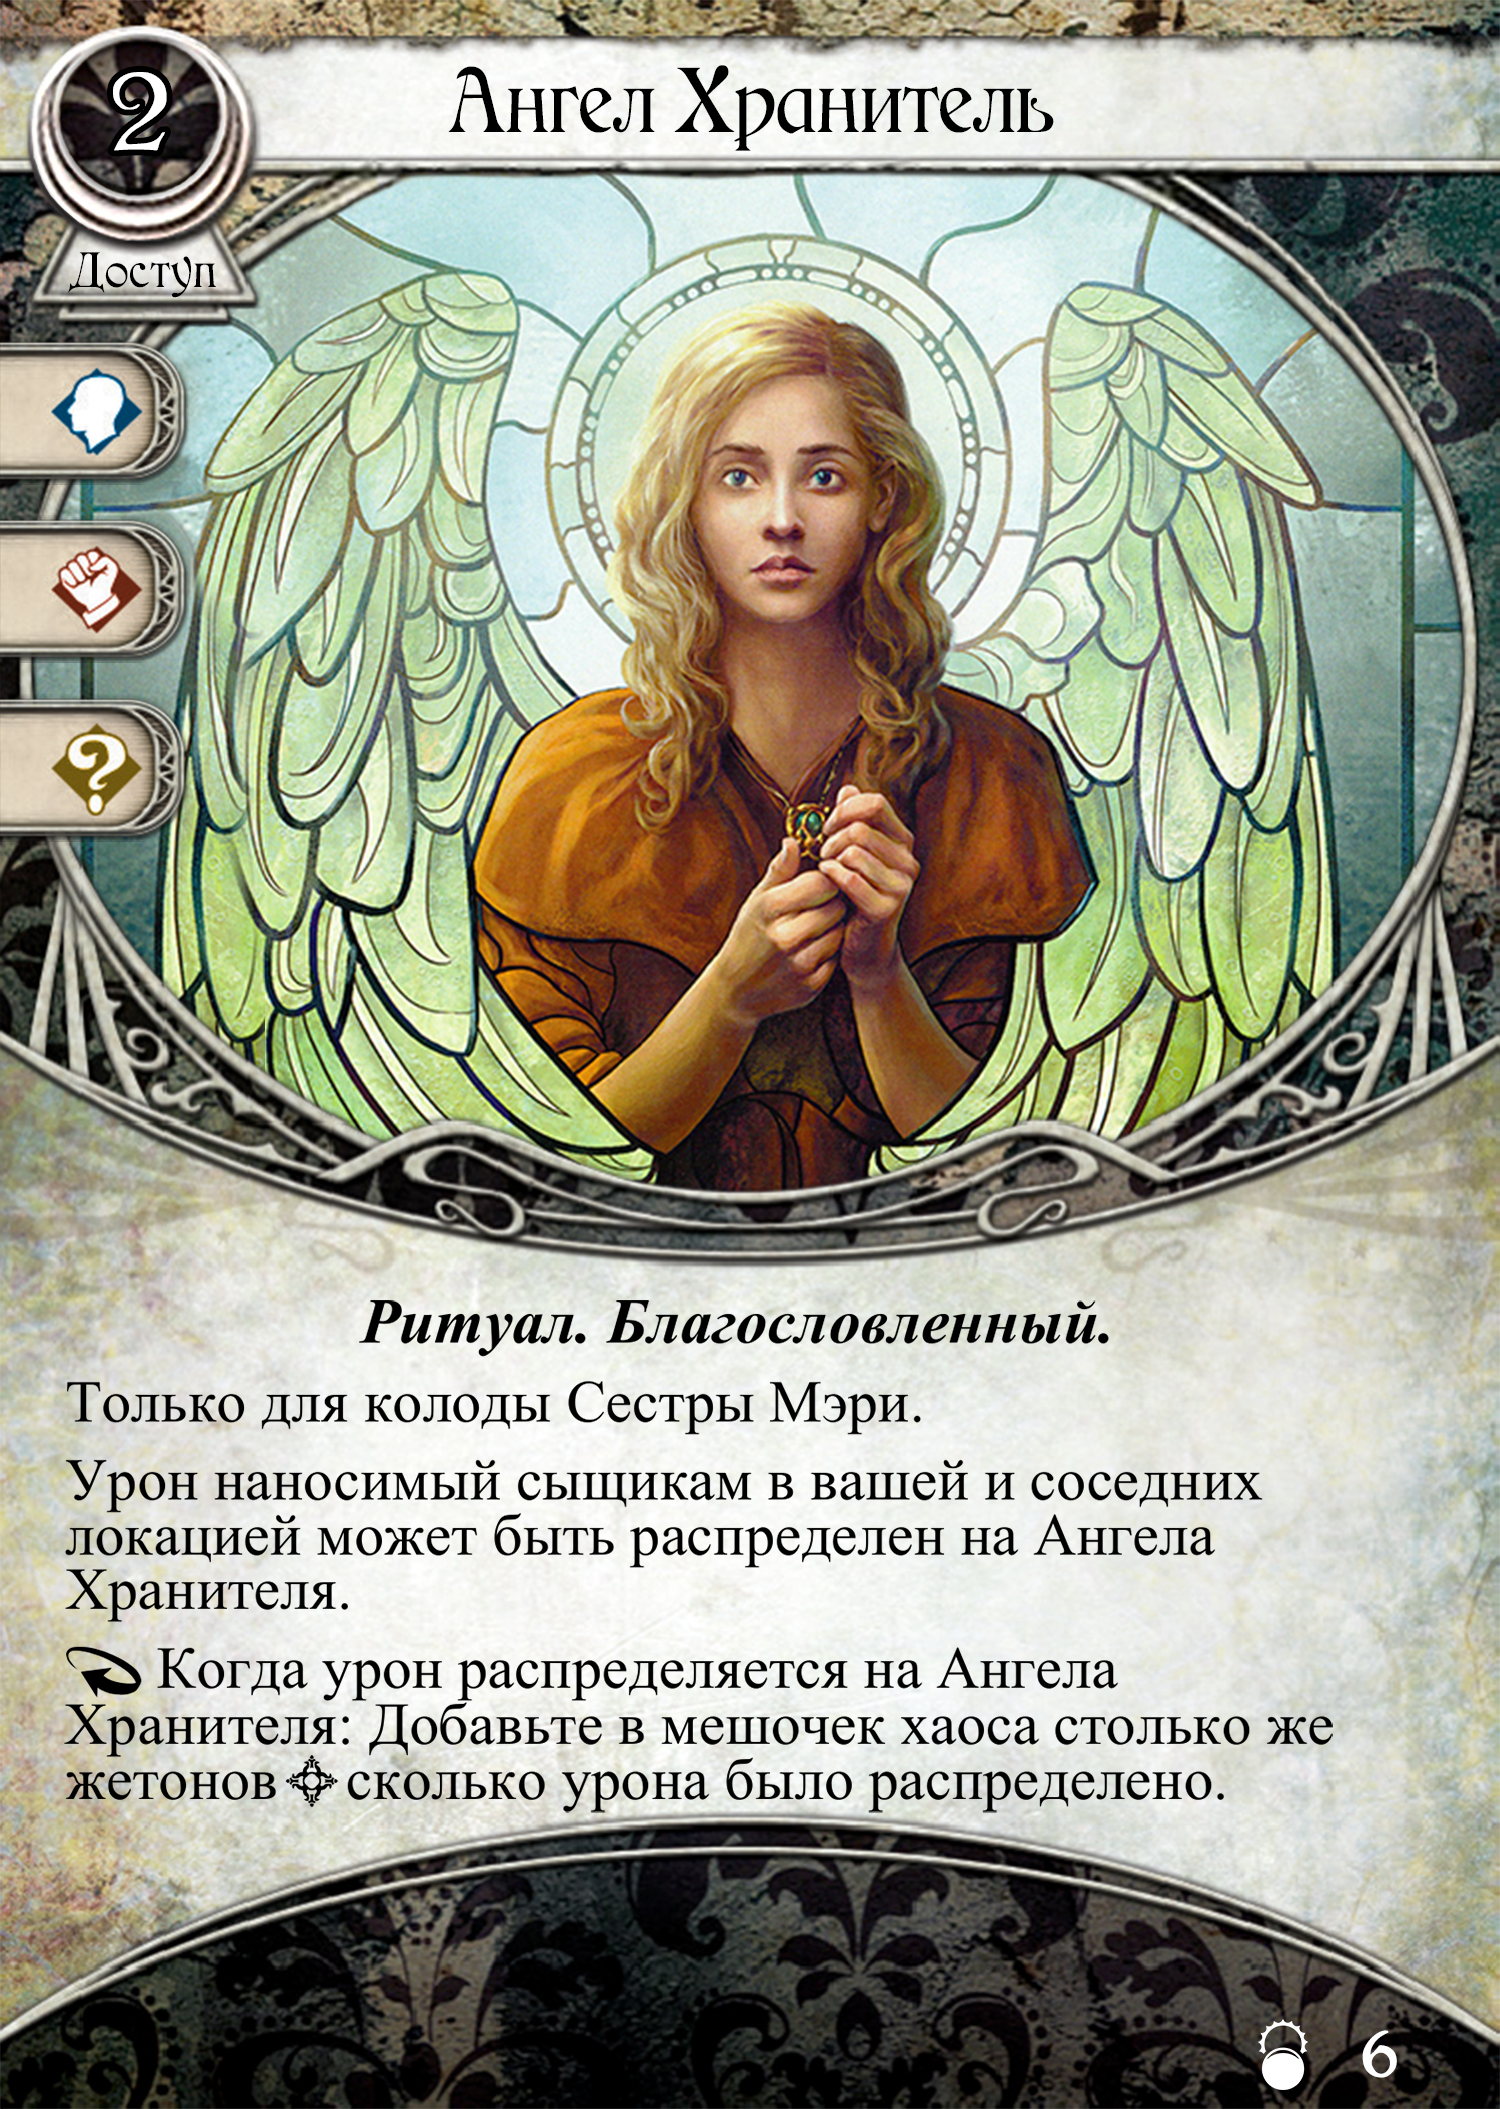 2
Ангел Хранитель
Доступ
?
Ритуал. Благословленный.
Только для колоды Сестры Мэри.
Урон наносимый сыщикам в вашей и соседних
локацией может быть распределен на Ангела
Хранителя.
Когда урон распределяется на Ангела
Хранителя: Добавьте в мешочек хаоса столько же
жетонов сколько урона было распределено.
6